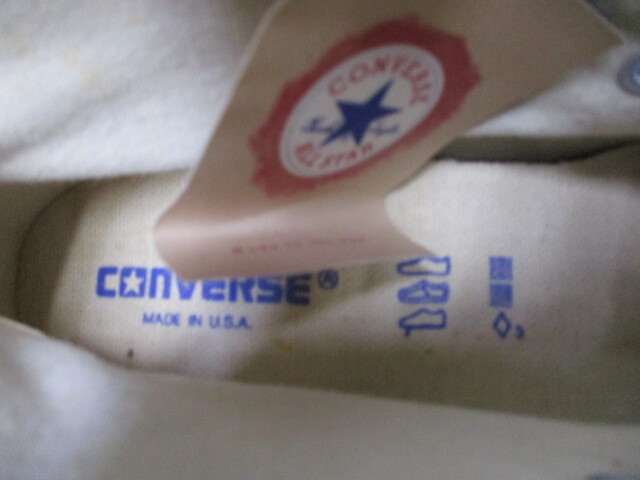 CONVERSE
ALL STAR
CONVERSE®
MADE IN U.S.A.